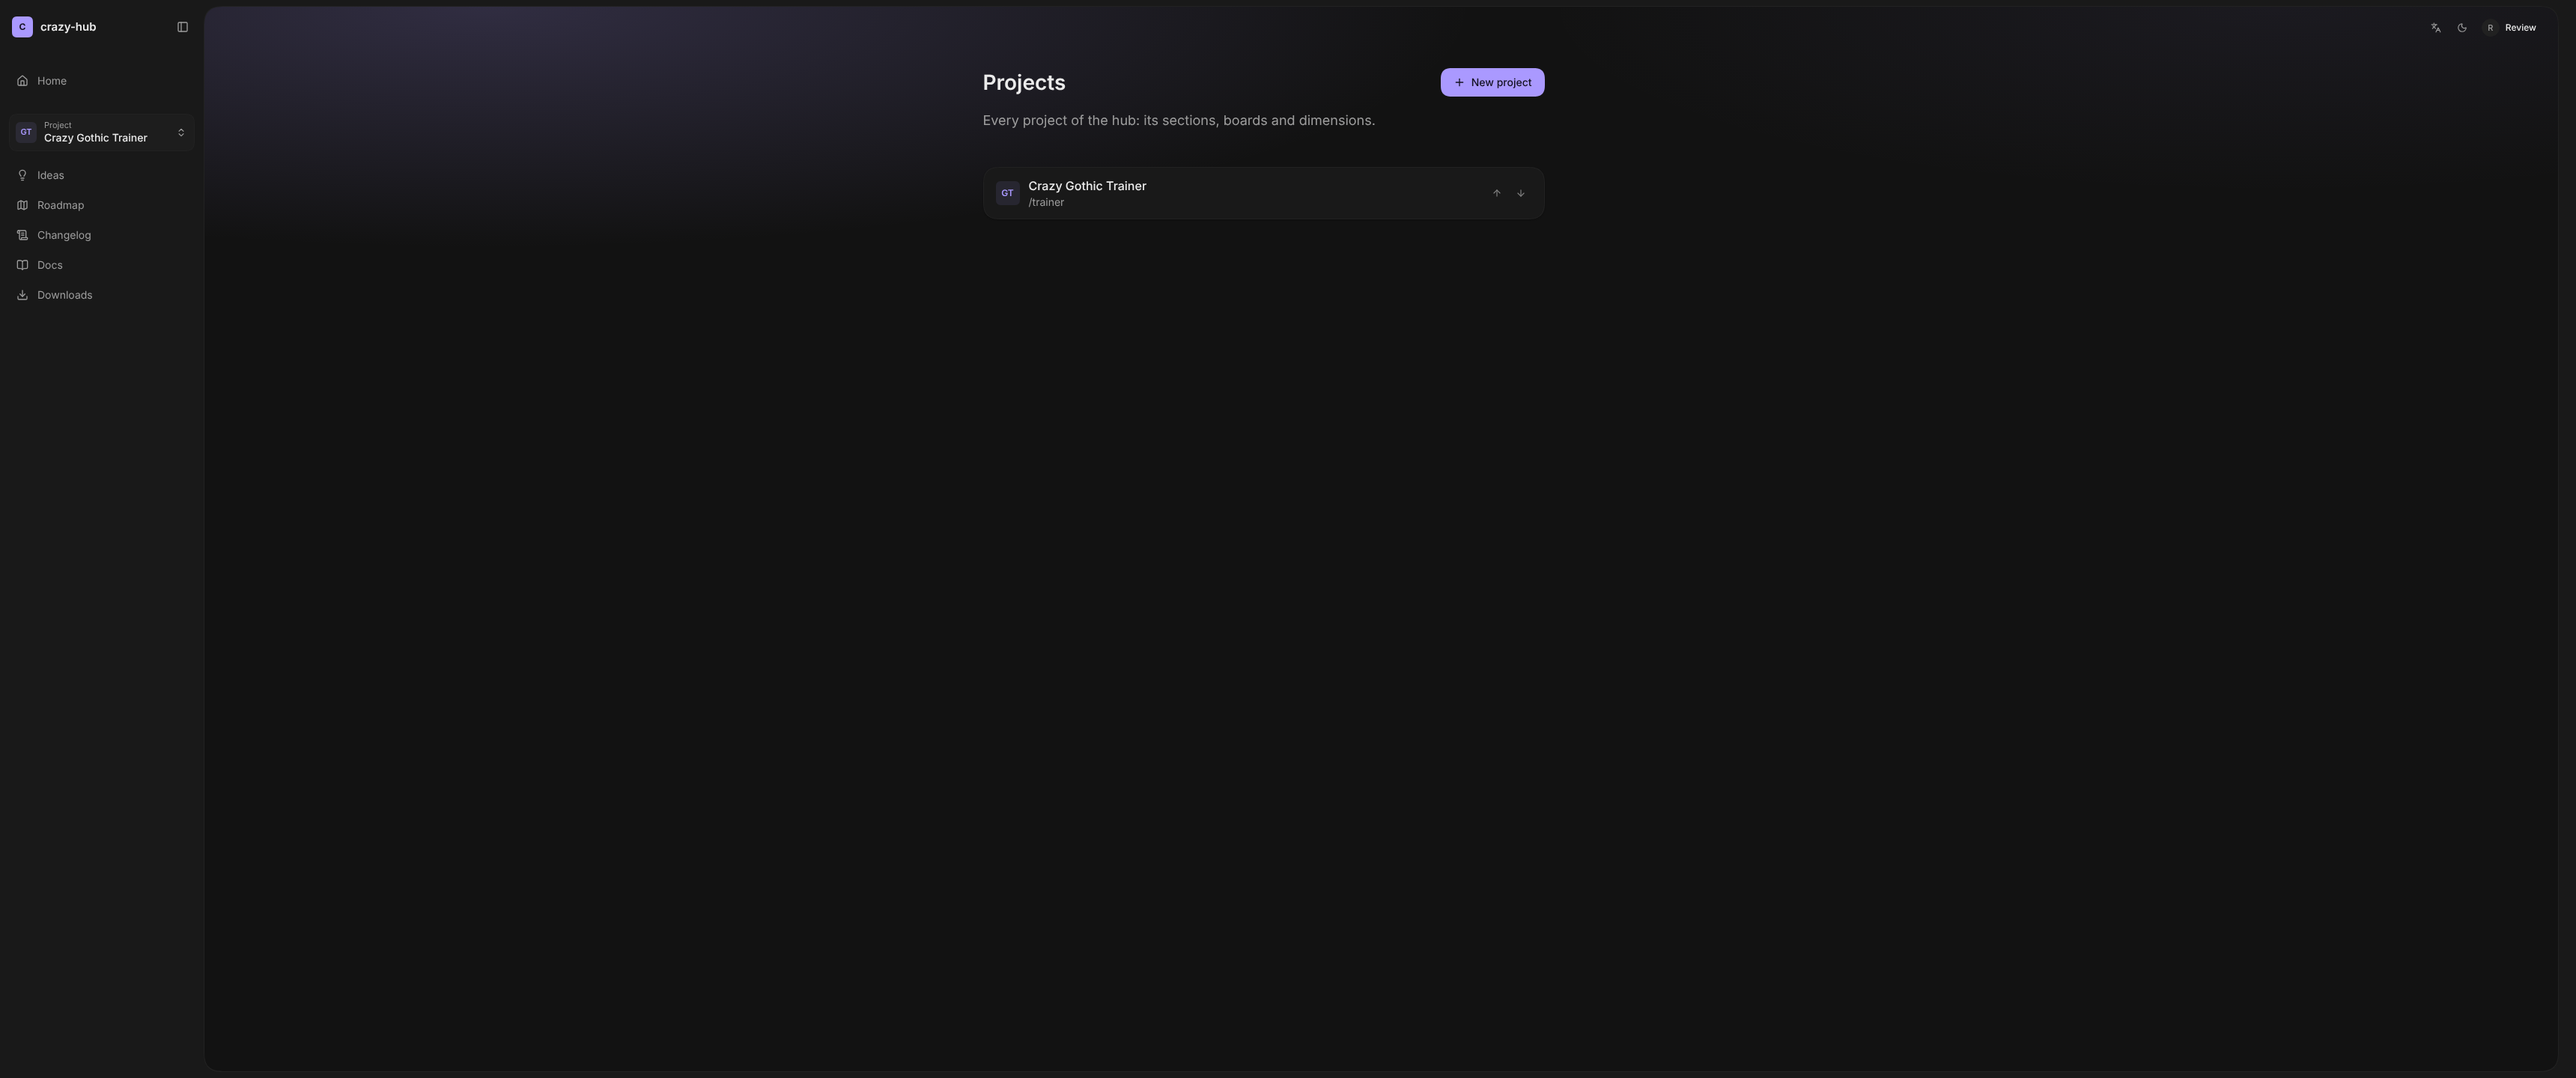 C
crazy-hub
Home
GT
Project
Crazy Gothic Trainer
Ideas
Roadmap
Changelog
Docs
Downloads
R
Review
Projects
New project
Every project of the hub: its sections, boards and dimensions.
GT
Crazy Gothic Trainer
/trainer